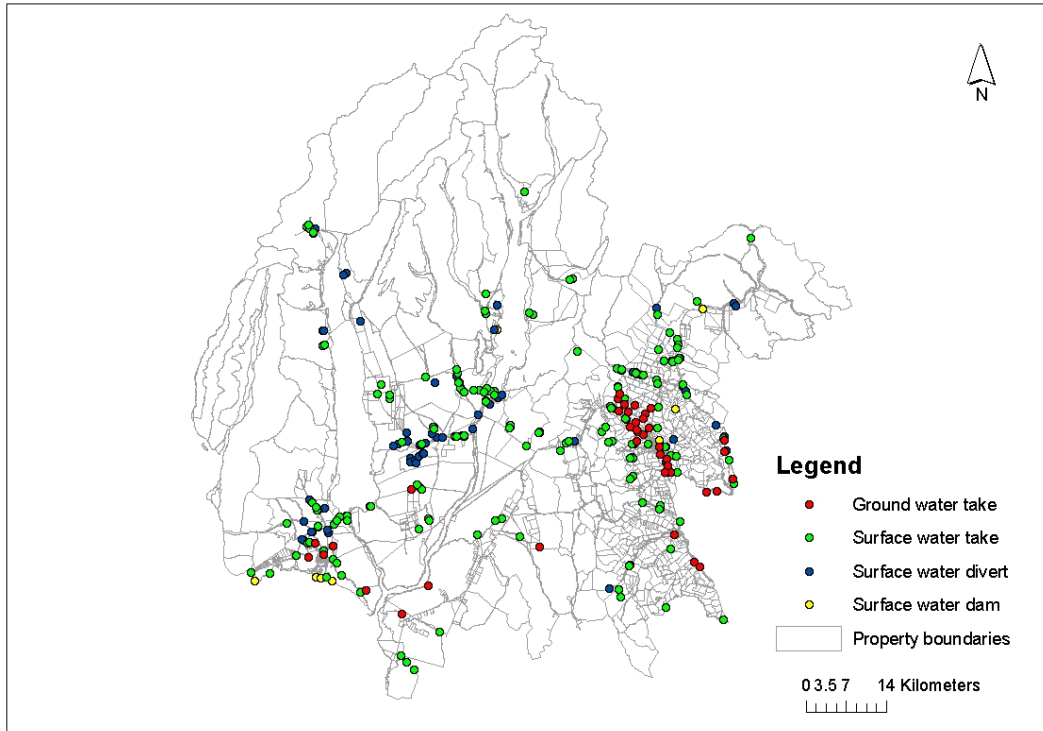 N
Legend
Ground water take
Surface water take
Surface water divert
Surface water dam
Property boundaries
0 3.5 7 14 Kilometers